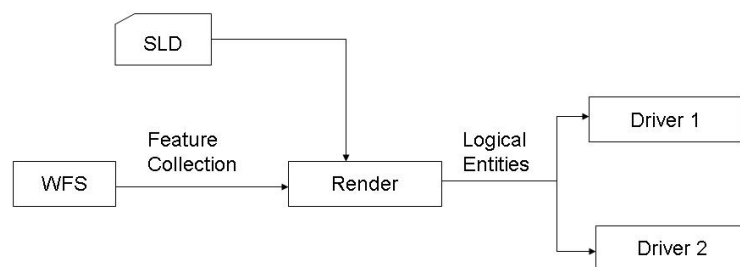 SLD
Feature
Collection
Logical
Entities
Driver 1
WFS
Render
Driver 2